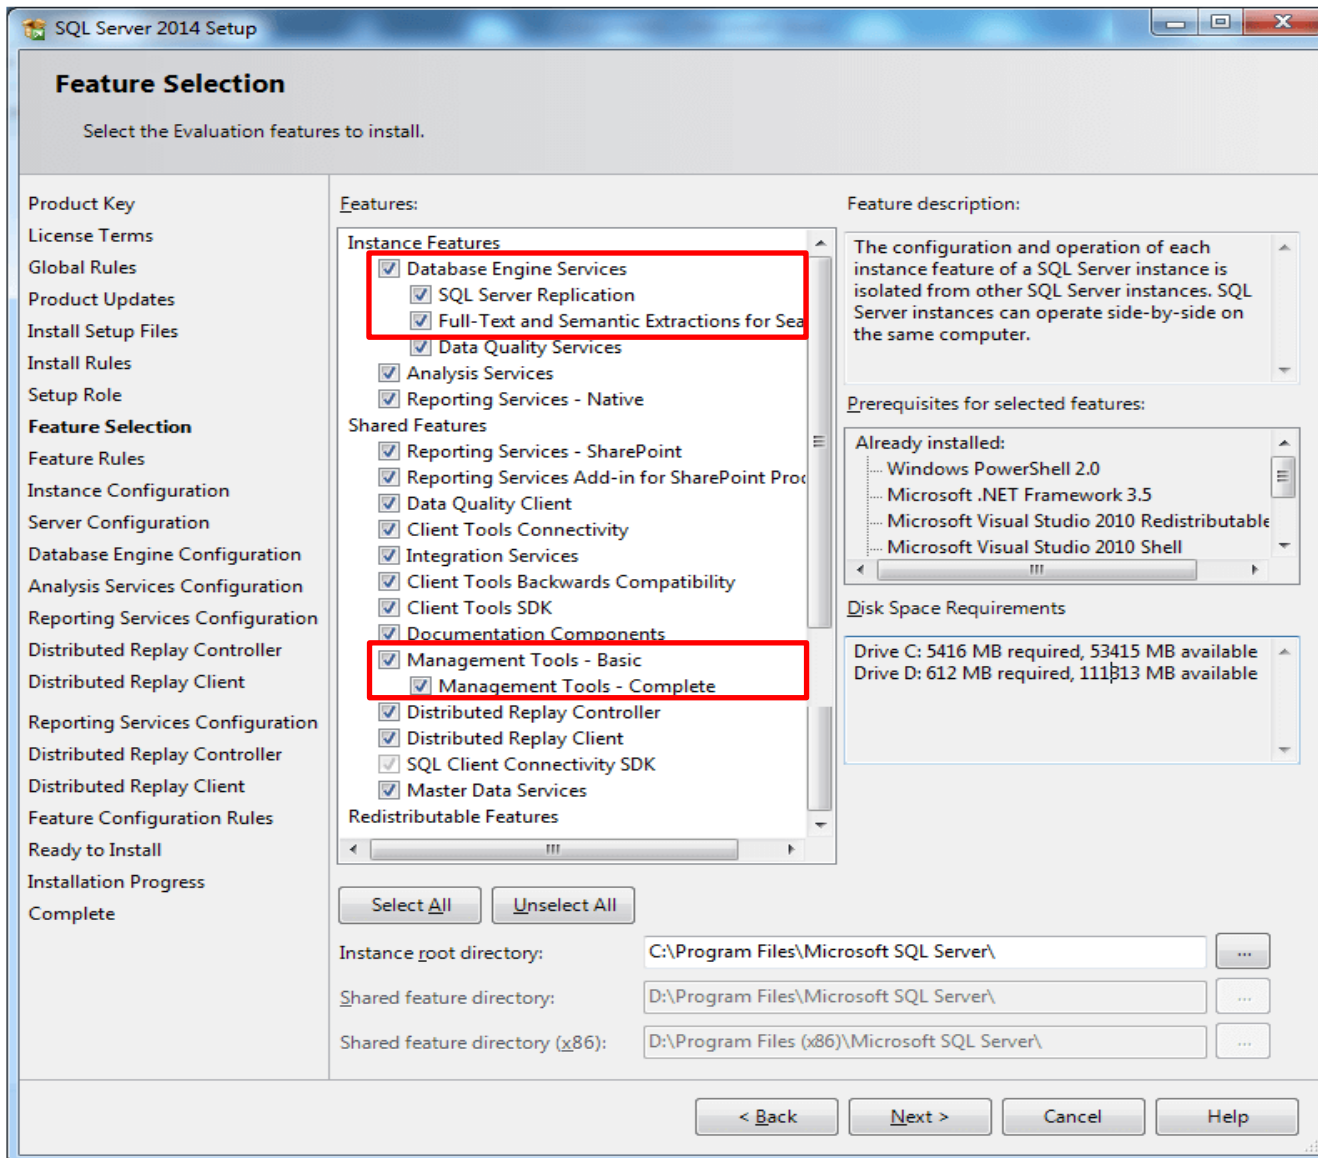 SQL Server 2014 Setup
Feature Selection
Select the Evaluation features to install.
Product Key
License Terms
Global Rules
Product Updates
Install Setup Files
Install Rules
Setup Role
Feature Selection
Feature Rules
Instance Configuration
Server Configuration
Database Engine Configuration
Analysis Services Configuration
Reporting Services Configuration
Distributed Replay Controller
Distributed Replay Client
Reporting Services Configuration
Distributed Replay Controller
Distributed Replay Client
Feature Configuration Rules
Ready to Install
Installation Progress
Complete
Features:
Instance Features
Database Engine Services
SQL Server Replication
Full-Text and Semantic Extractions for Sea
Data Quality Services
Analysis Services
Reporting Services - Native
Shared Features
Reporting Services - SharePoint
Reporting Services Add-in for SharePoint Proc
Data Quality Client
Client Tools Connectivity
Integration Services
Client Tools Backwards Compatibility
Client Tools SDK
Documentation Components
Management Tools - Basic
Management Tools - Complete
Distributed Replay Controller
Distributed Replay Client
SQL Client Connectivity SDK
Master Data Services
Redistributable Features
Feature description:
The configuration and operation of each
instance feature of a SQL Server instance is
isolated from other SQL Server instances. SQL
Server instances can operate side-by-side on
the same computer.
Prerequisites for selected features:
Already installed:
Windows PowerShell 2.0
Microsoft .NET Framework 3.5
Microsoft Visual Studio 2010 Redistributable
Microsoft Visual Studio 2010 Shell
Disk Space Requirements
Drive C: 5416 MB required, 53415 MB available
Drive D: 612 MB required, 111813 MB available
Select All
Unselect All
Instance root directory:
C:\Program Files\Microsoft SQL Server\
...
Shared feature directory:
D:\Program Files\Microsoft SQL Server\
...
Shared feature directory (x86):
D:\Program Files (x86)\Microsoft SQL Server\
...
< Back
Next >
Cancel
Help